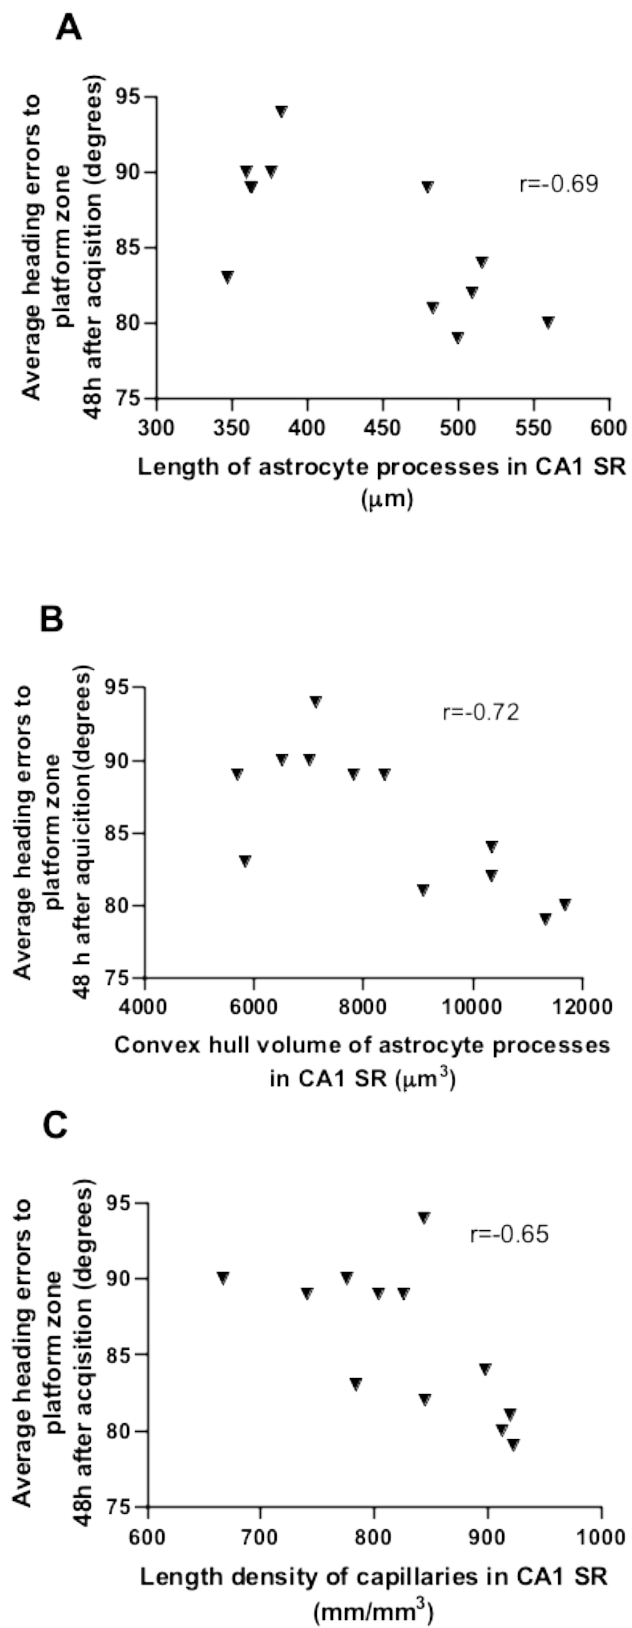 A
Average heading errors to
platform zone
48h after acqisition (degrees)
95
90
85
80
75
r=-0.69
300 350 400 450 500 550 600
Length of astrocyte processes in CA1 SR
(μm)
B
Average heading errors to
platform zone
48 h after aquicition(degrees)
95
90
85
80
75
r=-0.72
4000 6000 8000 10000 12000
Convex hull volume of astrocyte processes
in CA1 SR (μm³)
C
Average heading errors to
platform zone
48h after acqisition (degrees)
95
90
85
80
75
r=-0.65
600 700 800 900 1000
Length density of capillaries in CA1 SR
(mm/mm³)